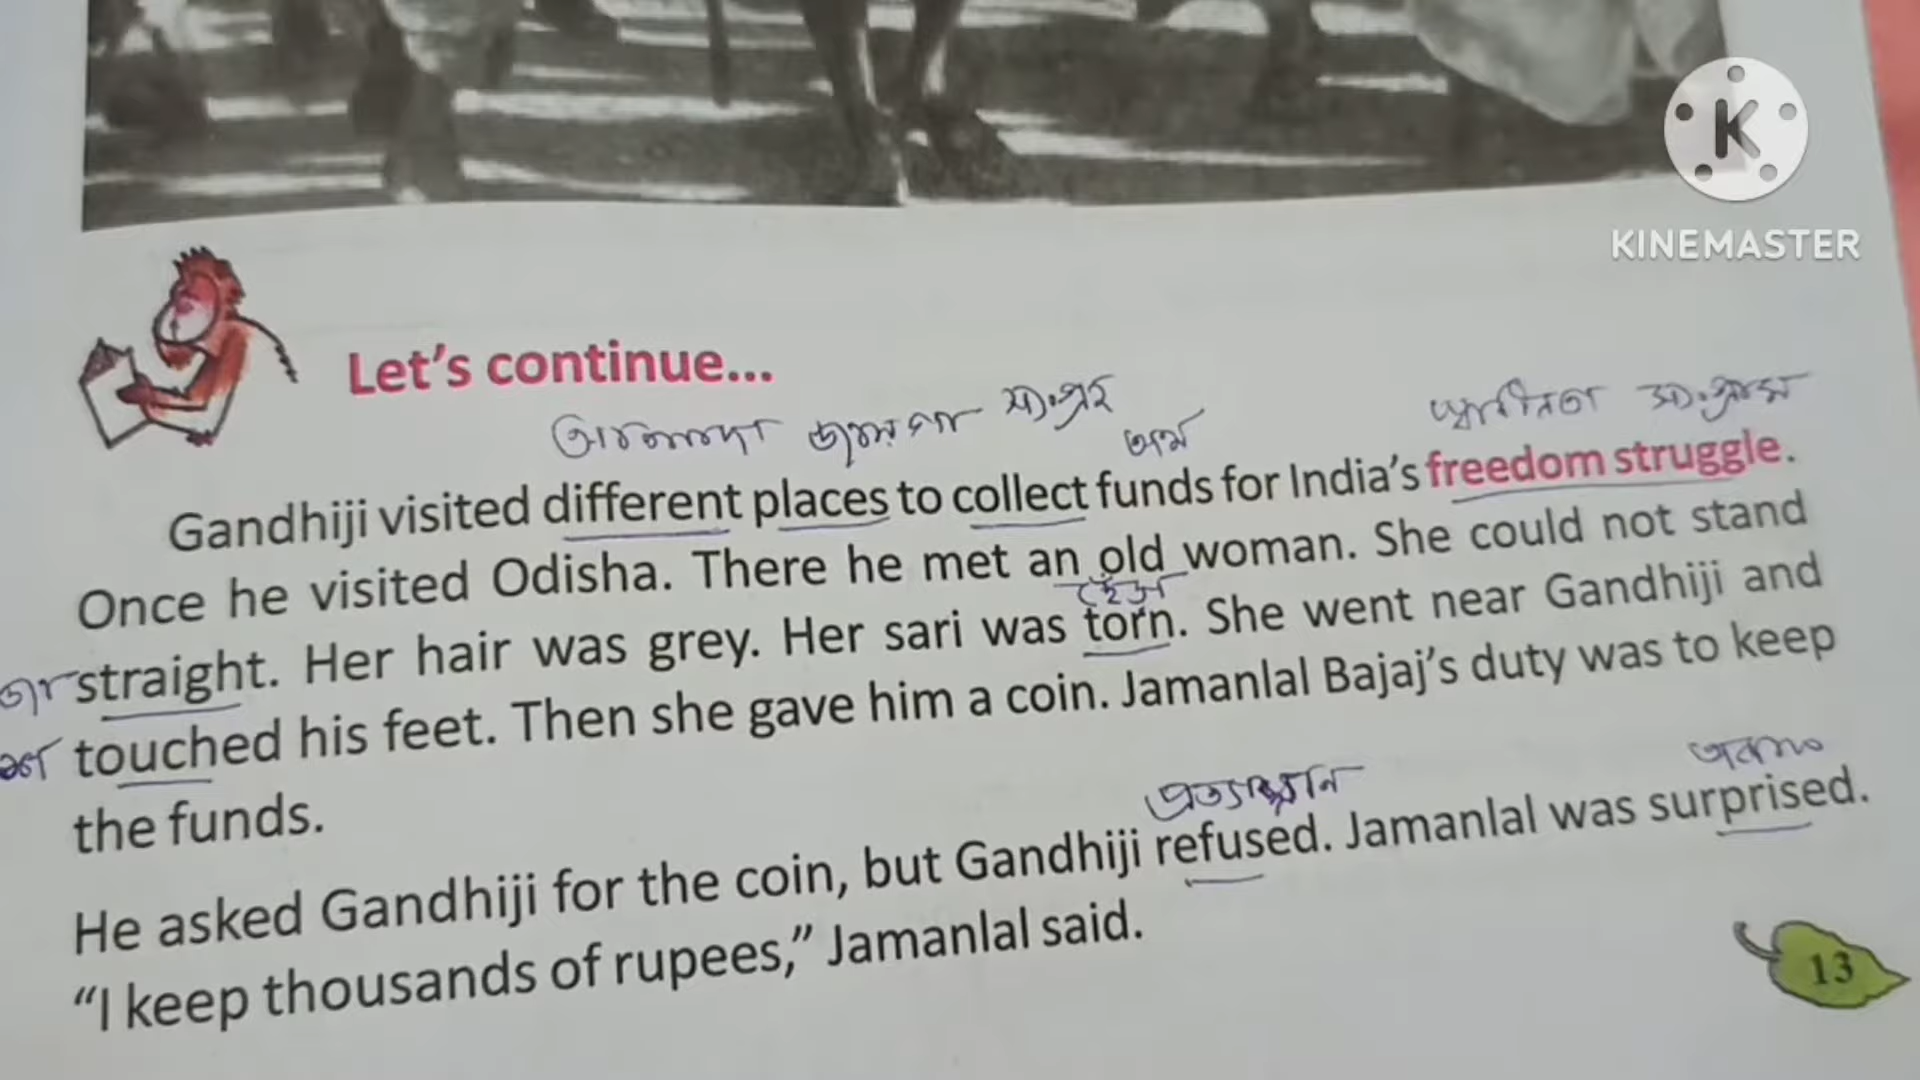 KINEMASTER
Let's continue...
সংগ্রহ
অর্থ
স্বাধীনতা সংগ্রাম
Gandhiji visited different places to collect funds for India's freedom struggle.
Once he visited Odisha. There he met an old woman. She could not stand
straight. Her hair was grey. Her sari was torn. She went near Gandhiji and
touched his feet. Then she gave him a coin. Jamanlal Bajaj's duty was to keep
the funds.
প্রত্যাখ্যান
He asked Gandhiji for the coin, but Gandhiji refused. Jamanlal was surprised.
“I keep thousands of rupees,” Jamanlal said.
13